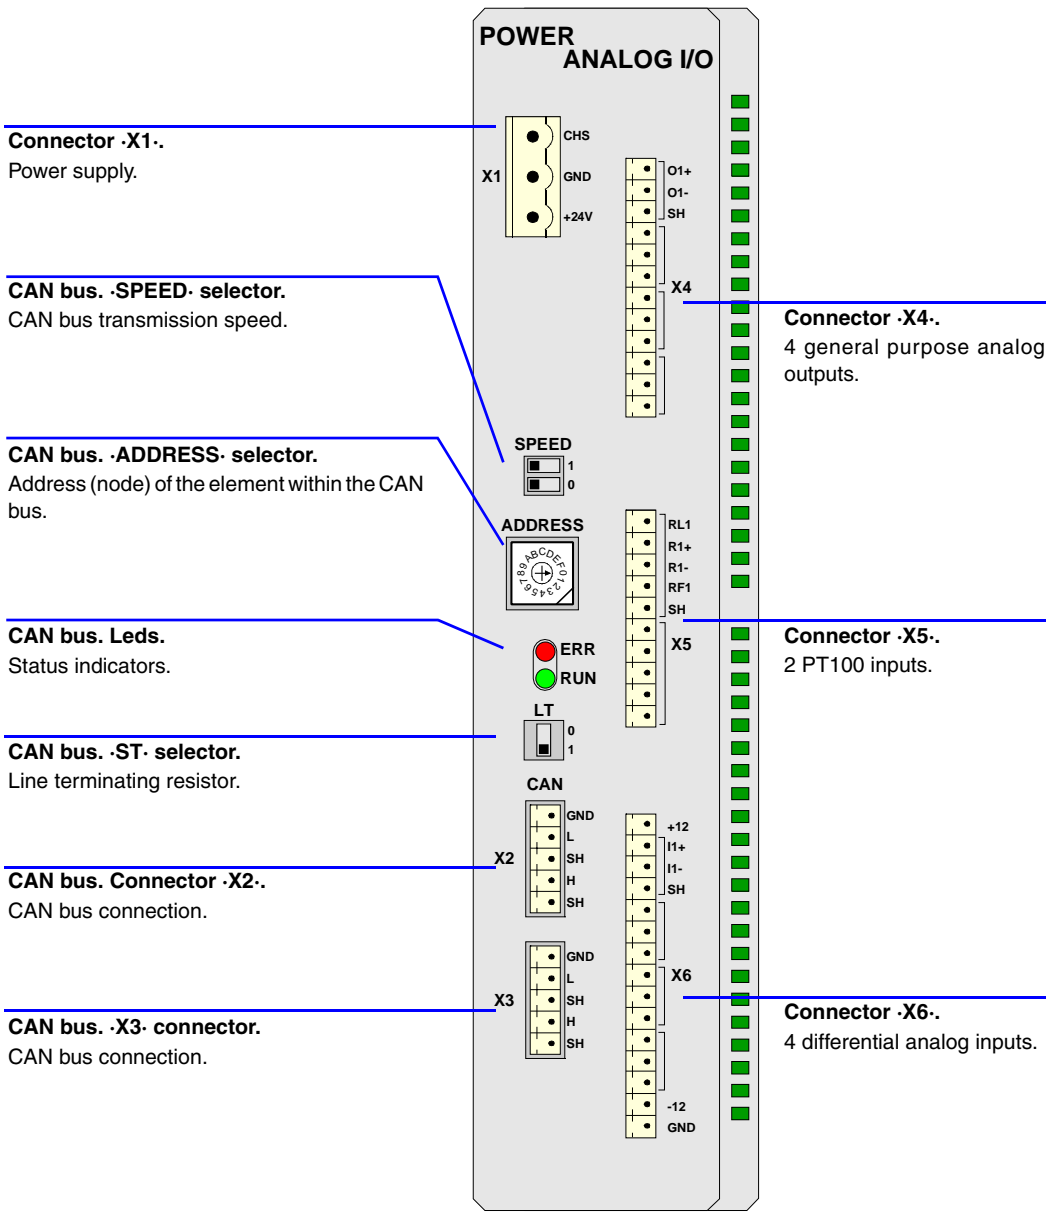 POWER
ANALOG I/O
Connector ·X1·.
Power supply.
X1
CHS
GND
+24V
CAN bus. ·SPEED· selector.
CAN bus transmission speed.
CAN bus. ·ADDRESS· selector.
Address (node) of the element within the CAN
bus.
SPEED
1
0
ADDRESS
0123456789ABCDEF
CAN bus. Leds.
Status indicators.
ERR
RUN
LT
0
1
CAN bus. ·ST· selector.
Line terminating resistor.
CAN
X2
GND
L
SH
H
SH
CAN bus. Connector ·X2·.
CAN bus connection.
X3
GND
L
SH
H
SH
CAN bus. ·X3· connector.
CAN bus connection.
O1+
O1-
SH
X4
Connector ·X4·.
4 general purpose analog
outputs.
RL1
R1+
R1-
RF1
SH
X5
Connector ·X5·.
2 PT100 inputs.
+12
I1+
I1-
SH
X6
-12
GND
Connector ·X6·.
4 differential analog inputs.